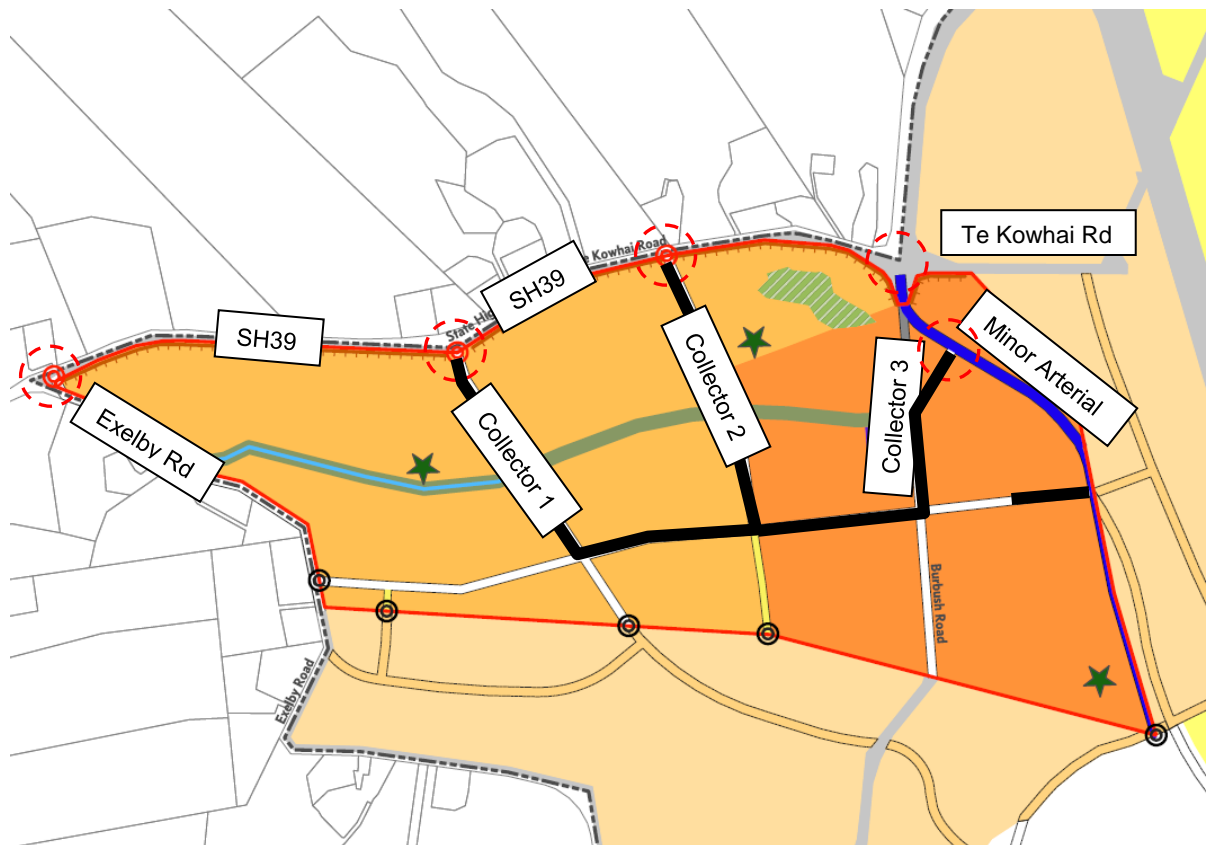 Te Kowhai Rd
e Kowhai Road
SH39
State Hig
SH39
Minor Arterial
Collector 2
Collector 3
Exelby Rd
Collector 1
Burbush Road
Exelby Road